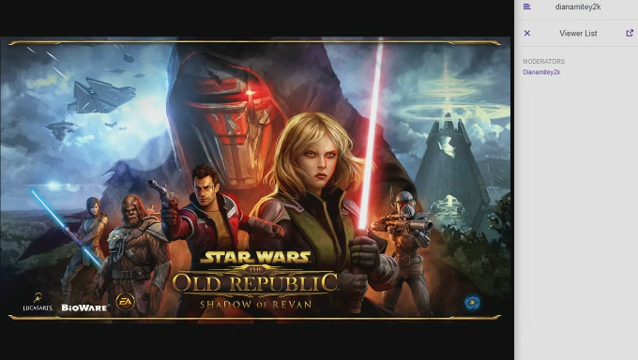 dianamitey2k
Viewer List
MODERATORS
Dianamitey2k
STAR WARS
THE
OLD REPUBLIC
SHADOW OF REVAN
LUCASARTS
BIOWARE
EA